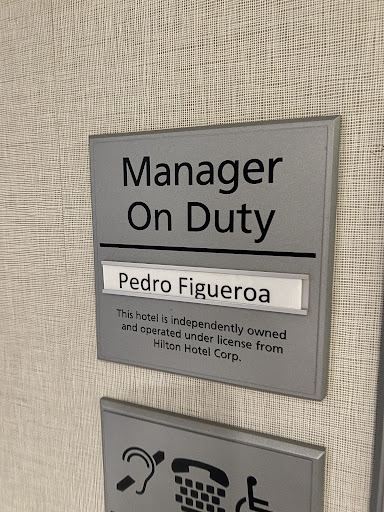 Manager
On Duty
Pedro Figueroa
This hotel is independently owned
and operated under license from
Hilton Hotel Corp.